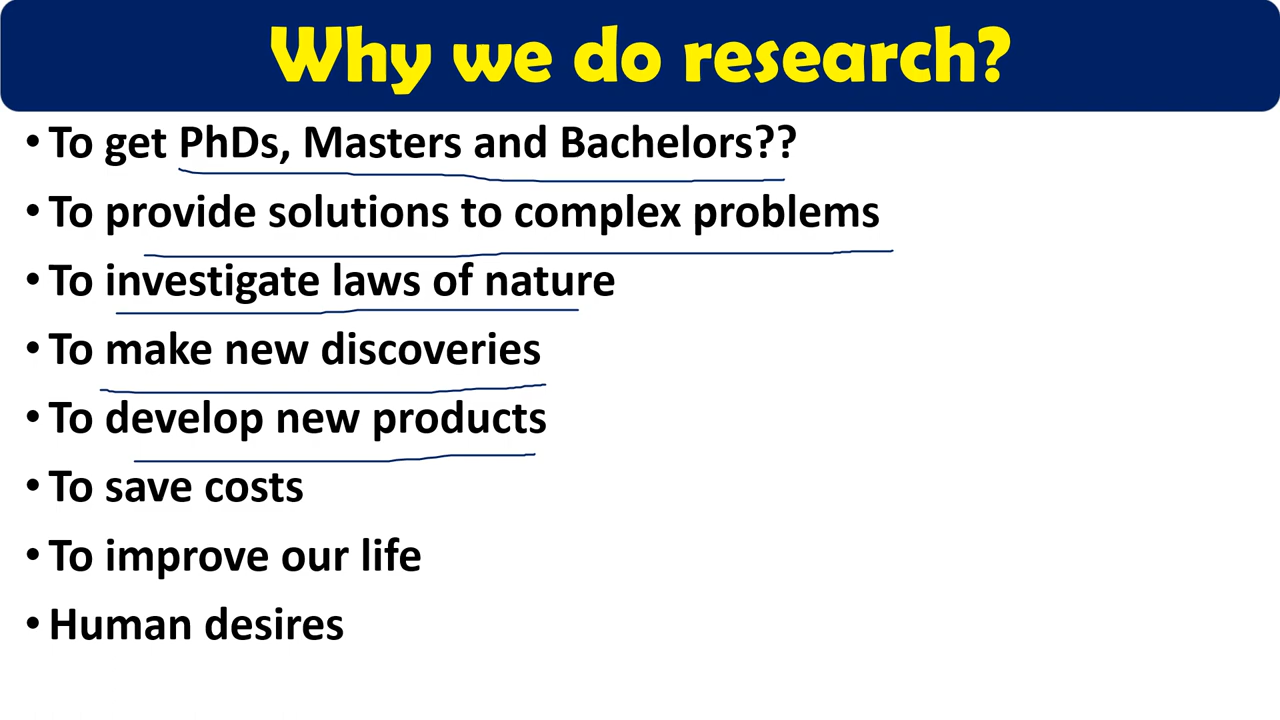 Why we do research?
• To get PhDs, Masters and Bachelors??
• To provide solutions to complex problems
• To investigate laws of nature
• To make new discoveries
• To develop new products
• To save costs
• To improve our life
• Human desires